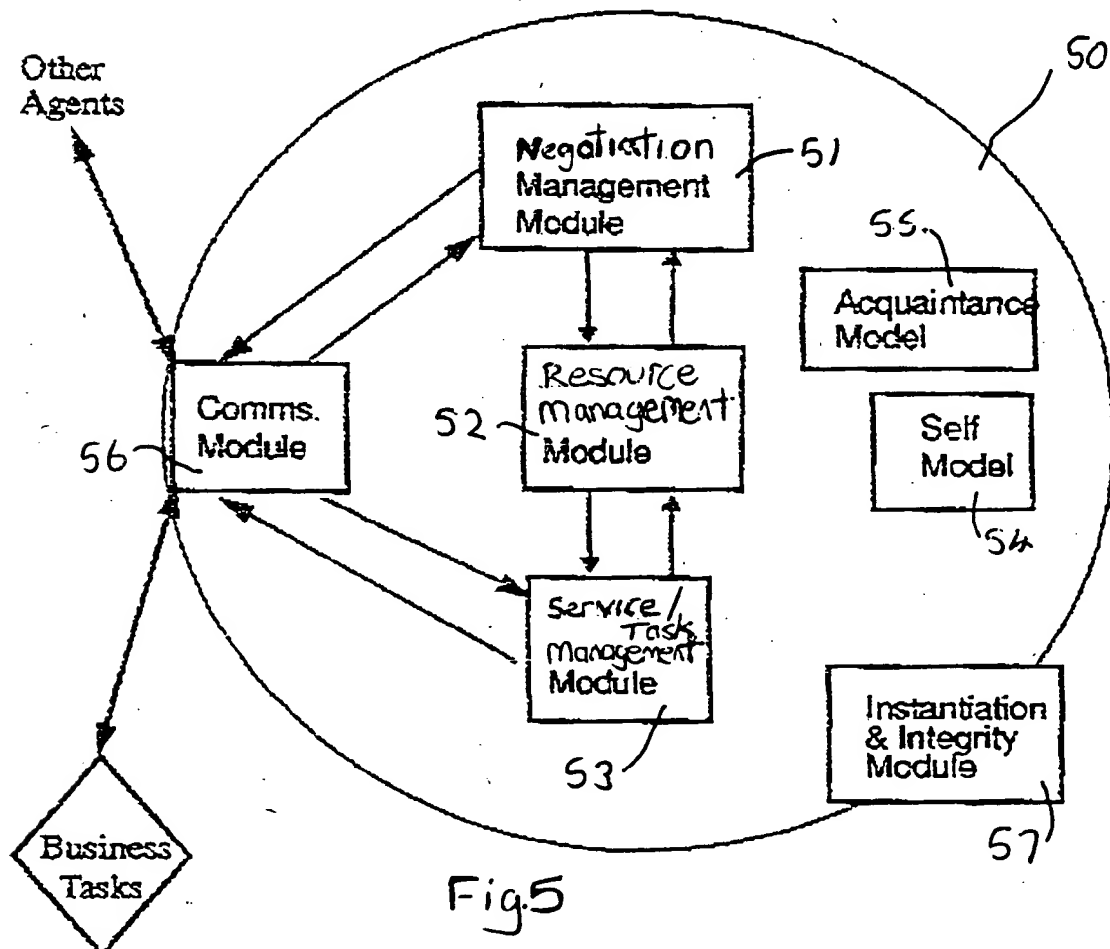 Other
Agents
50
Negotiation
Management
Module
51
55.
Acquaintance
Model
Comms.
Module
56
Resource
management
Module
52
Self
Model
54
Service/
Task
Management
Module
53
Instantiation
& Integrity
Module
57
Business
Tasks
Fig.5